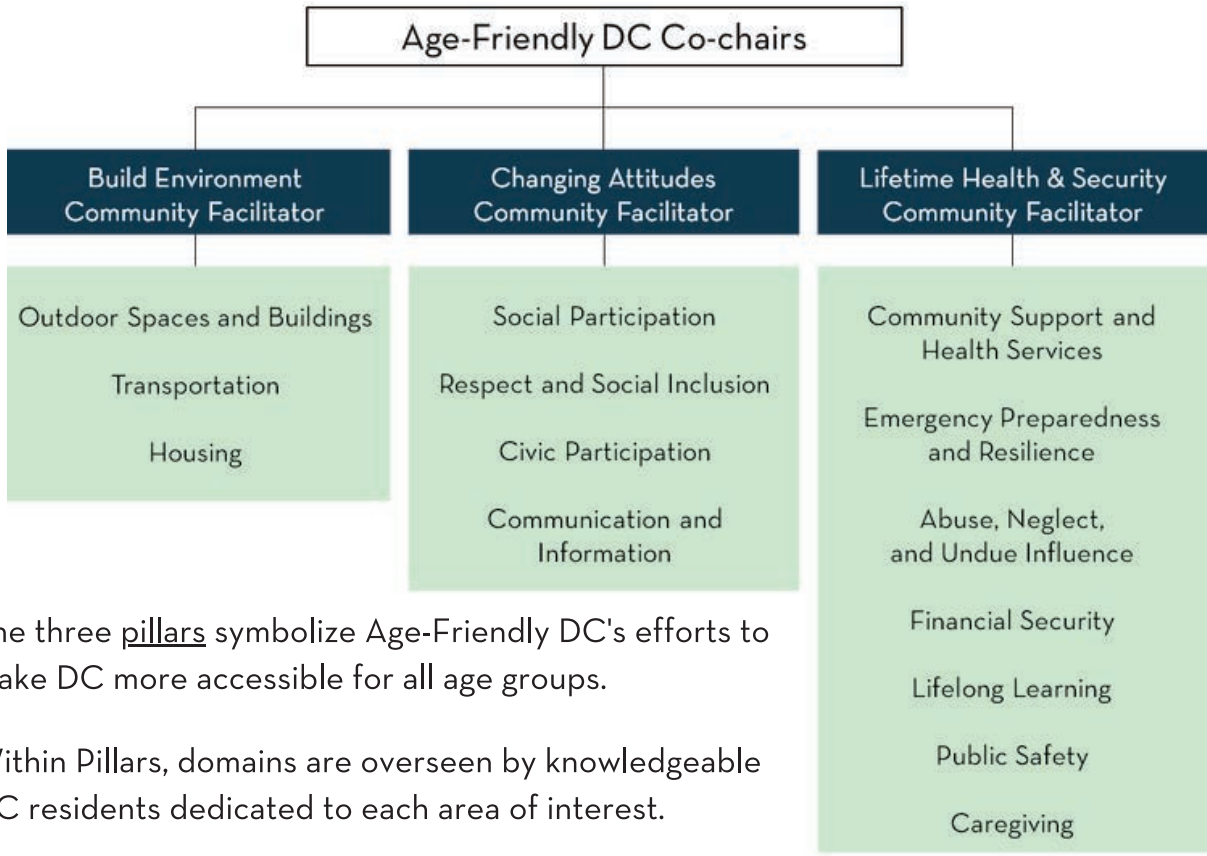 Age-Friendly DC Co-chairs
Build Environment
Community Facilitator
Outdoor Spaces and Buildings
Transportation
Housing
Changing Attitudes
Community Facilitator
Social Participation
Respect and Social Inclusion
Civic Participation
Communication and
Information
Lifetime Health & Security
Community Facilitator
Community Support and
Health Services
Emergency Preparedness
and Resilience
Abuse, Neglect,
and Undue Influence
Financial Security
Lifelong Learning
Public Safety
Caregiving
he three pillars symbolize Age-Friendly DC's efforts to
ake DC more accessible for all age groups.
ithin Pillars, domains are overseen by knowledgeable
C residents dedicated to each area of interest.